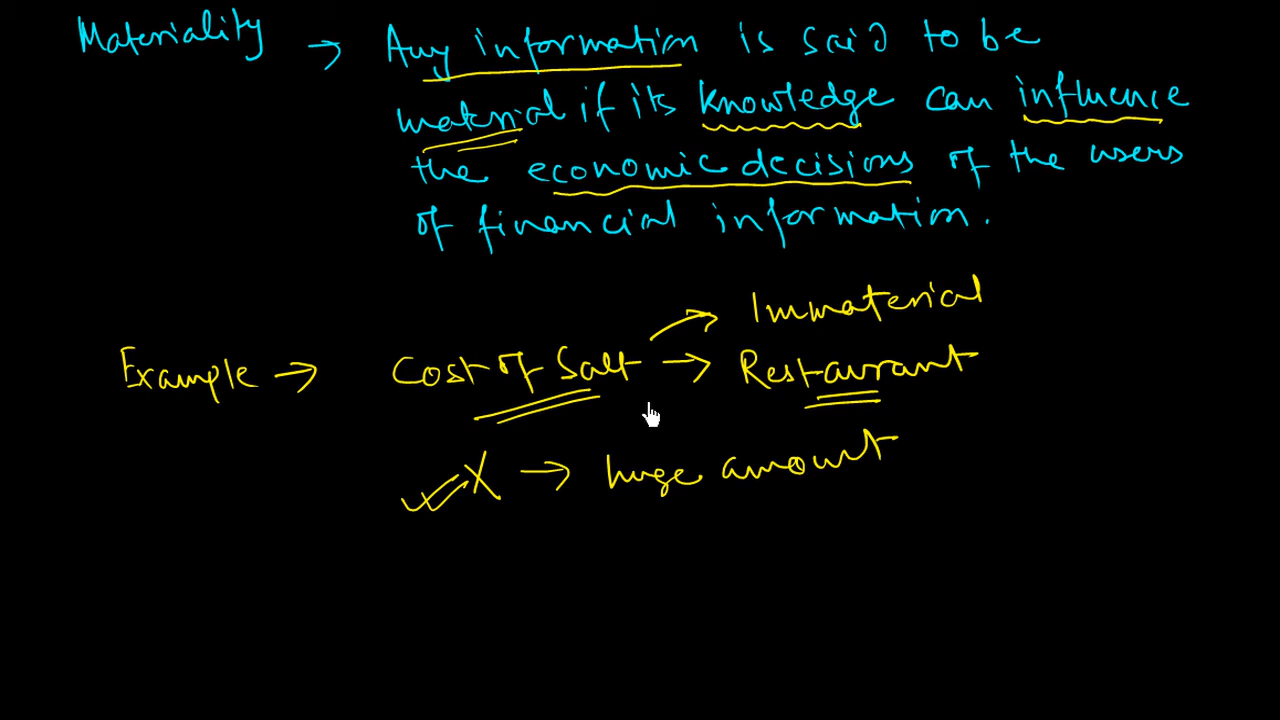 Materiality → Any information is said to be
material if its knowledge can influence
the economic decisions of the users
of financial information.
Immaterial
Example → Cost of Salt → Restaurant
X → huge amount